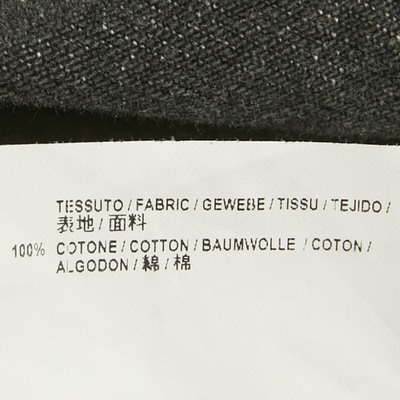 TESSUTO / FABRIC / GEWEBE / TISSU / TEJIDO /
表地 / 面料
100% COTONE / COTTON / BAUMWOLLE / COTON /
ALGODON / 綿 / 棉